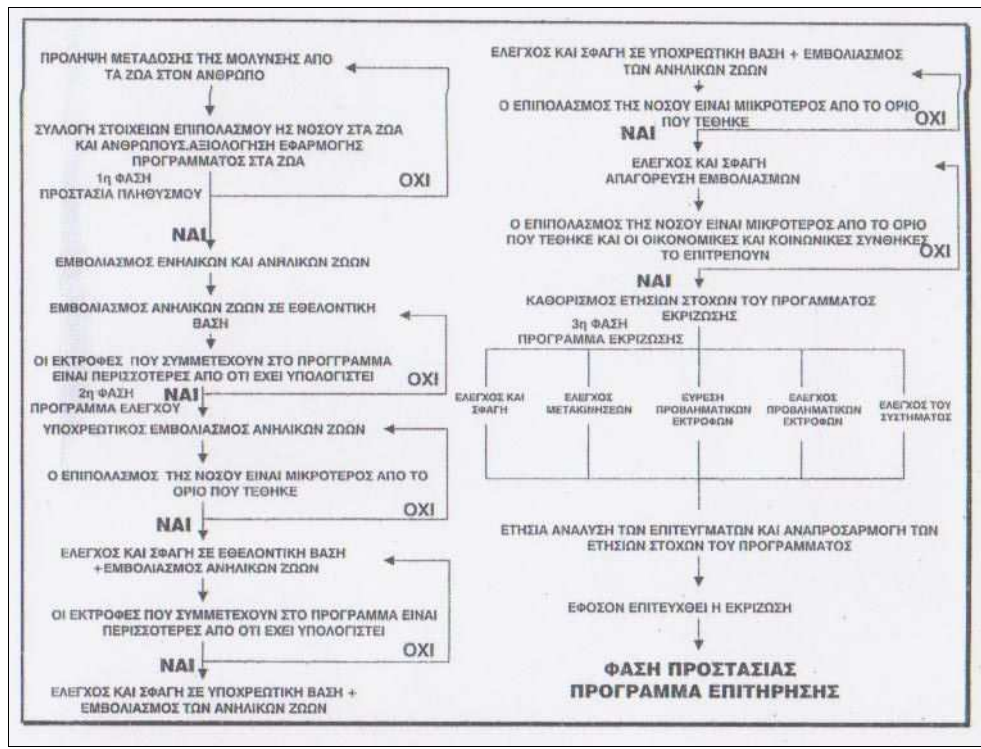 ΠΡΟΛΗΨΗ ΜΕΤΑΔΟΣΗΣ ΤΗΣ ΜΟΛΥΝΣΗΣ ΑΠΟ
ΤΑ ΖΩΑ ΣΤΟΝ ΑΝΘΡΩΠΟ
ΣΥΛΛΟΓΗ ΣΤΟΙΧΕΙΩΝ ΕΠΙΠΟΛΑΣΜΟΥ ΗΣ ΝΟΣΟΥ ΣΤΑ ΖΩΑ
ΚΑΙ ΑΝΘΡΩΠΟΥΣ.ΑΞΙΟΛΟΓΗΣΗ ΕΦΑΡΜΟΓΗΣ
ΠΡΟΓΡΑΜΜΑΤΟΣ ΣΤΑ ΖΩΑ
1η ΦΑΣΗ
ΠΡΟΣΤΑΣΙΑ ΠΛΗΘΥΣΜΟΥ
ΟΧΙ
ΝΑΙ
ΕΜΒΟΛΙΑΣΜΟΣ ΕΝΗΛΙΚΩΝ ΚΑΙ ΑΝΗΛΙΚΩΝ ΖΩΩΝ
ΕΜΒΟΛΙΑΣΜΟΣ ΑΝΗΛΙΚΩΝ ΖΩΩΝ ΣΕ ΕΘΕΛΟΝΤΙΚΗ
ΒΑΣΗ
ΟΙ ΕΚΤΡΟΦΕΣ ΠΟΥ ΣΥΜΜΕΤΕΧΟΥΝ ΣΤΟ ΠΡΟΓΓΡΑΜΜΑ
ΕΙΝΑΙ ΠΕΡΙΣΣΟΤΕΡΕΣ ΑΠΟ ΟΤΙ ΕΧΕΙ ΥΠΟΛΟΓΙΣΤΕΙ
ΟΧΙ
2η ΦΑΣΗ
ΝΑΙ
ΠΡΟΓΡΑΜΜΑ ΕΛΕΓΧΟΥ
ΥΠΟΧΡΕΩΤΙΚΟΣ ΕΜΒΟΛΙΑΣΜΟΣ ΑΝΗΛΙΚΩΝ ΖΩΩΝ
Ο ΕΠΙΠΟΛΑΣΜΟΣ ΤΗΣ ΝΟΣΟΥ ΕΙΝΑΙ ΜΙΚΡΟΤΕΡΟΣ ΑΠΟ ΤΟ
ΟΡΙΟ ΠΟΥ ΤΕΘΗΚΕ
ΟΧΙ
ΝΑΙ
ΕΛΕΓΧΟΣ ΚΑΙ ΣΦΑΓΗ ΣΕ ΕΘΕΛΟΝΤΙΚΗ ΒΑΣΗ
+ΕΜΒΟΛΙΑΣΜΟΣ ΑΝΗΛΙΚΩΝ ΖΩΩΝ
ΟΙ ΕΚΤΡΟΦΕΣ ΠΟΥ ΣΥΜΜΕΤΕΧΟΥΝ ΣΤΟ ΠΡΟΓΡΑΜΜΑ ΕΙΝΑΙ
ΠΕΡΙΣΣΟΤΕΡΕΣ ΑΠΟ ΟΤΙ ΕΧΕΙ ΥΠΟΛΟΓΙΣΤΕΙ
ΟΧΙ
ΝΑΙ
ΕΛΕΓΧΟΣ ΚΑΙ ΣΦΑΓΗ ΣΕ ΥΠΟΧΡΕΩΤΙΚΗ ΒΑΣΗ +
ΕΜΒΟΛΙΑΣΜΟΣ ΤΩΝ ΑΝΗΛΙΚΩΝ ΖΩΩΝ
ΕΛΕΓΧΟΣ ΚΑΙ ΣΦΑΓΗ ΣΕ ΥΠΟΧΡΕΩΤΙΚΗ ΒΑΣΗ + ΕΜΒΟΛΙΑΣΜΟΣ
ΤΩΝ ΑΝΗΛΙΚΩΝ ΖΩΩΝ
Ο ΕΠΙΠΟΛΑΣΜΟΣ ΤΗΣ ΝΟΣΟΥ ΕΙΝΑΙ ΜΙΙΚΡΟΤΕΡΟΣ ΑΠΟ ΤΟ ΟΡΙΟ
ΠΟΥ ΤΕΘΗΚΕ
ΟΧΙ
ΝΑΙ
ΕΛΕΓΧΟΣ ΚΑΙ ΣΦΑΓΗ
ΑΠΑΓΟΡΕΥΣΗ ΕΜΒΟΛΙΑΣΜΩΝ
Ο ΕΠΙΠΟΛΑΣΜΟΣ ΤΗΣ ΝΟΣΟΥ ΕΙΝΑΙ ΜΙΚΡΟΤΕΡΟΣ ΑΠΟ ΤΟ ΟΡΙΟ
ΠΟΥ ΤΕΘΗΚΕ ΚΑΙ ΟΙ ΟΙΚΟΝΟΜΙΚΕΣ ΚΑΙ ΚΟΙΝΩΝΙΚΕΣ ΣΥΝΘΗΚΕΣ
ΤΟ ΕΠΙΤΡΕΠΟΥΝ
ΟΧΙ
ΝΑΙ
ΚΑΘΟΡΙΣΜΟΣ ΕΤΗΣΙΩΝ ΣΤΟΧΩΝ ΤΟΥ ΠΡΟΓΑΜΜΑΤΟΣ
ΕΚΡΙΖΩΣΗΣ
3η ΦΑΣΗ
ΠΡΟΓΡΑΜΜΑ ΕΚΡΙΖΩΣΗΣ
ΕΛΕΓΧΟΣ ΚΑΙ
ΣΦΑΓΗ
ΕΛΕΓΧΟΣ
ΜΕΤΑΚΙΝΗΣΕΩΝ
ΕΥΡΕΣΗ
ΠΡΟΒΛΗΜΑΤΙΚΩΝ
ΕΚΤΡΟΦΩΝ
ΕΛΕΓΧΟΣ
ΠΡΟΒΛΗΜΑΤΙΚΩΝ
ΕΚΤΡΟΦΩΝ
ΕΛΕΓΧΟΣ ΤΟΥ
ΣΥΣΤΗΜΑΤΟΣ
ΕΤΗΣΙΑ ΑΝΑΛΥΣΗ ΤΩΝ ΕΠΙΤΕΥΓΜΑΤΩΝ ΚΑΙ ΑΝΑΠΡΟΣΑΡΜΟΓΗ ΤΩΝ
ΕΤΗΣΙΩΝ ΣΤΟΧΩΝ ΤΟΥ ΠΡΟΓΡΑΜΜΑΤΟΣ
ΕΦΟΣΟΝ ΕΠΙΤΕΥΧΘΕΙ Η ΕΚΡΙΖΩΣΗ
ΦΑΣΗ ΠΡΟΣΤΑΣΙΑΣ
ΠΡΟΓΡΑΜΜΑ ΕΠΙΤΗΡΗΣΗΣ